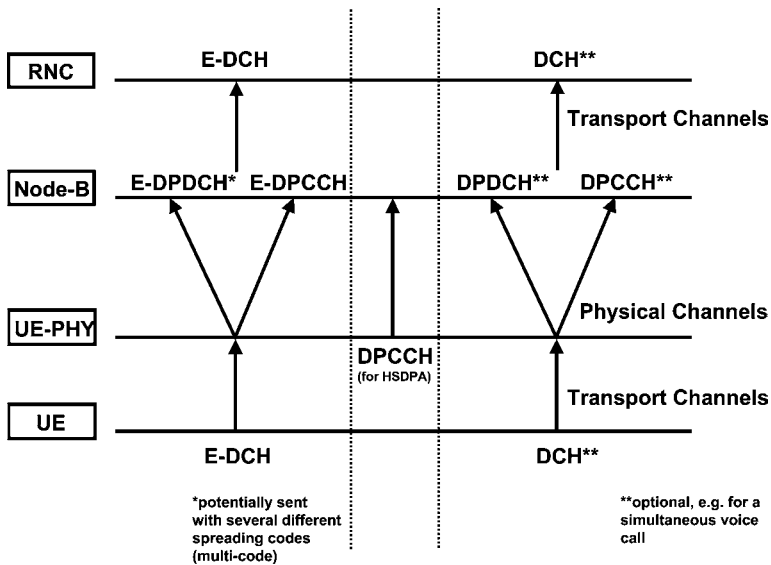 RNC
E-DCH
DCH**
Transport Channels
Node-B
E-DPDCH*
E-DPCCH
DPDCH**
DPCCH**
Physical Channels
UE-PHY
DPCCH
(for HSDPA)
Transport Channels
UE
E-DCH
DCH**
*potentially sent
with several different
spreading codes
(multi-code)
**optional, e.g. for a
simultaneous voice
call